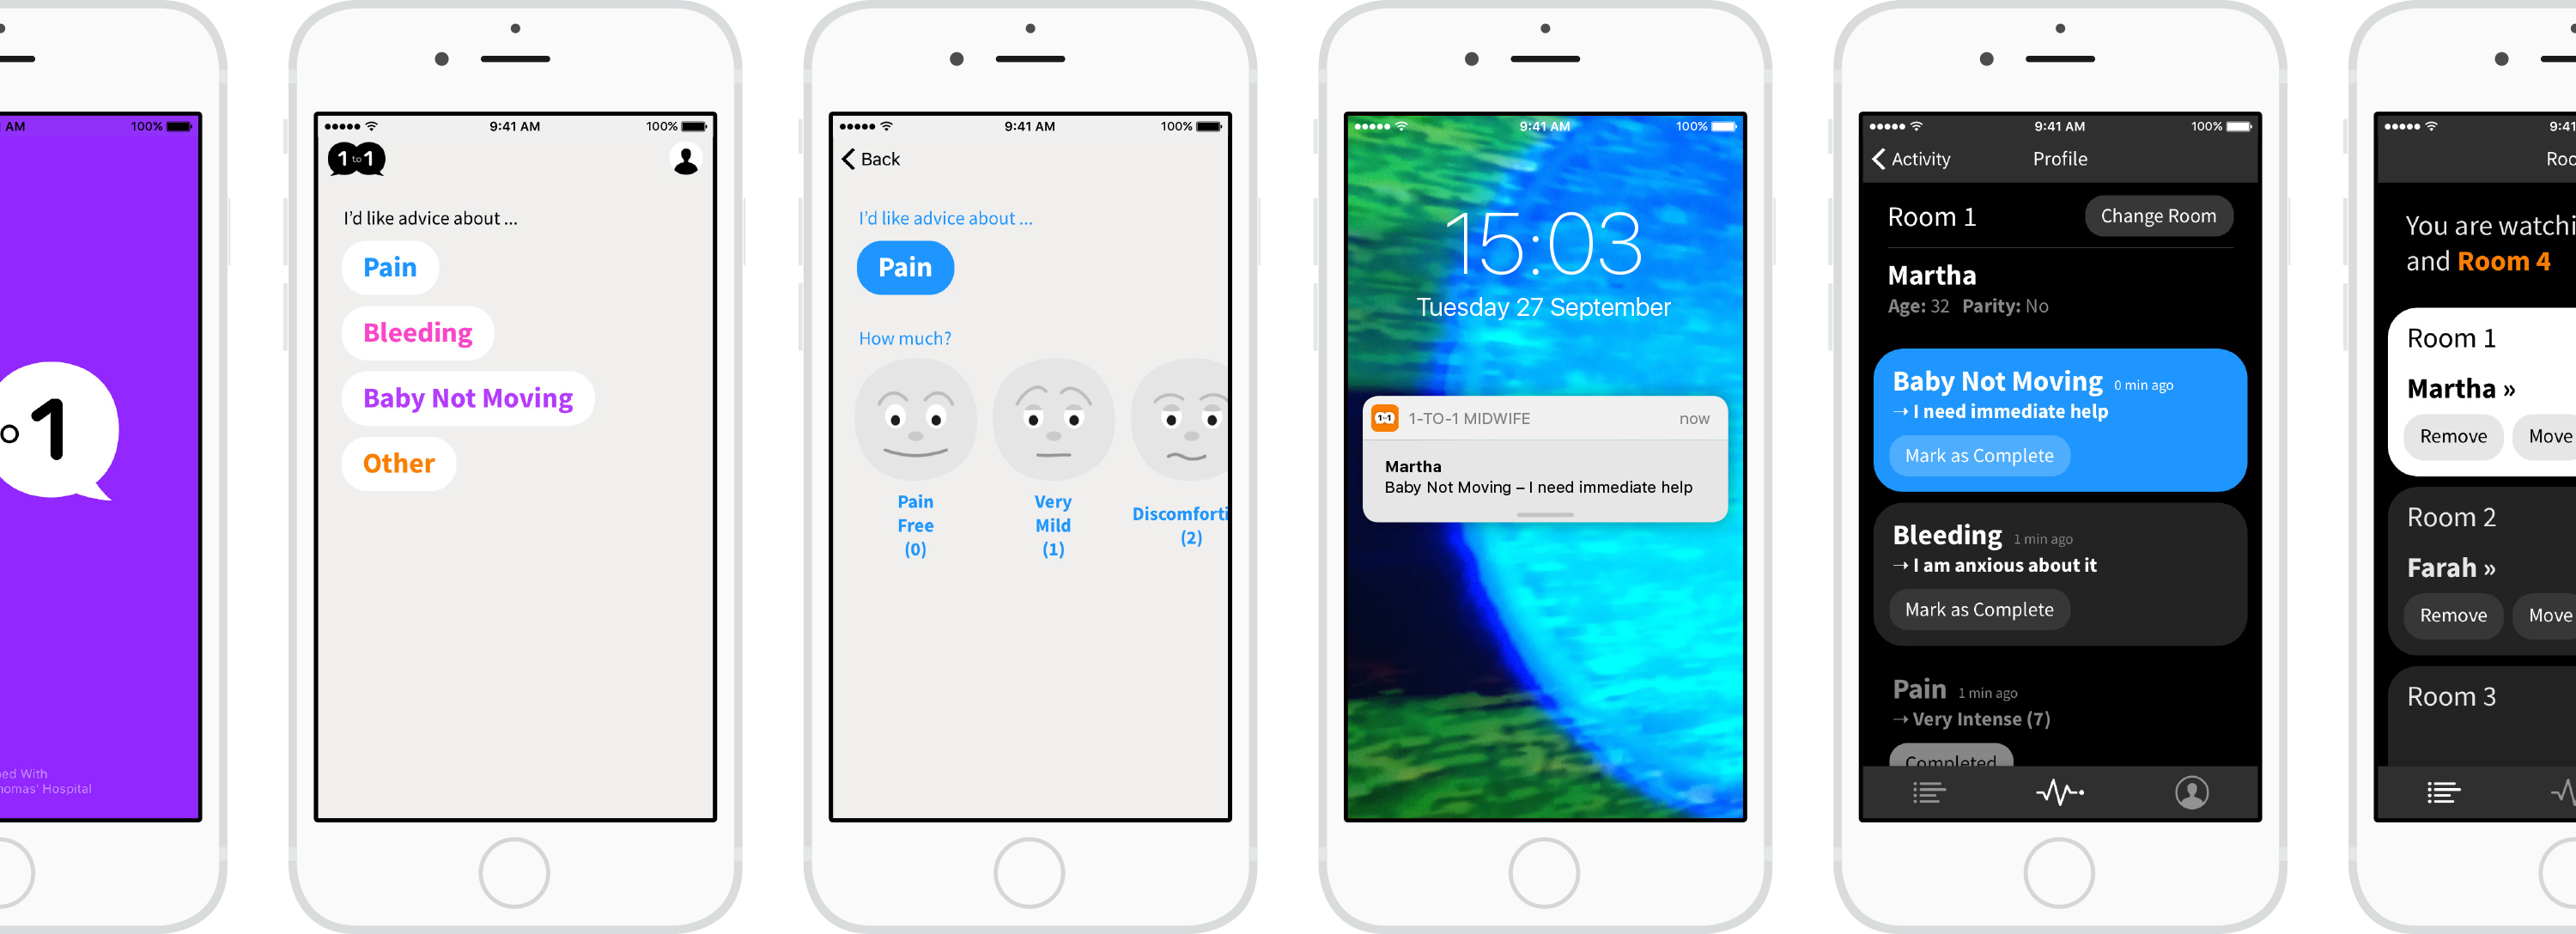 AM 100%
1
With
Hospital
9:41 AM 100%
1 to 1
I'd like advice about ...
Pain
Bleeding
Baby Not Moving
Other
9:41 AM 100%
Back
I'd like advice about ...
Pain
How much?
Pain
Free
(0)
Very
Mild
(1)
(2)
9:41 AM 100%
15:03
Tuesday 27 September
1to1 1-TO-1 MIDWIFE now
Martha
Baby Not Moving – I need immediate help
9:41 AM 100%
Activity Profile
Room 1 Change Room
Martha
Age: 32 Parity: No
Baby Not Moving 0 min ago
→ I need immediate help
Mark as Complete
Bleeding 1 min ago
→ I am anxious about it
Mark as Complete
Pain 1 min ago
→ Very Intense (7)
Completed
9:41
You are
and Room 4
Room 1
Martha »
Remove Move
Room 2
Farah »
Remove Move
Room 3